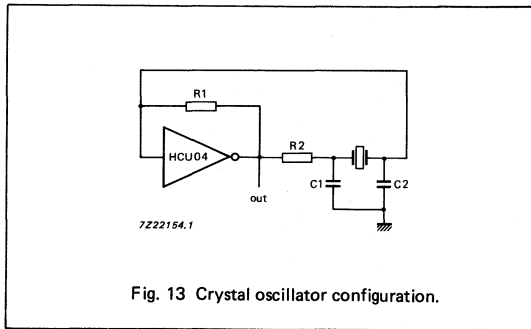 R1
HCU04
R2
C1
C2
out
7Z22154.1
Fig. 13 Crystal oscillator configuration.